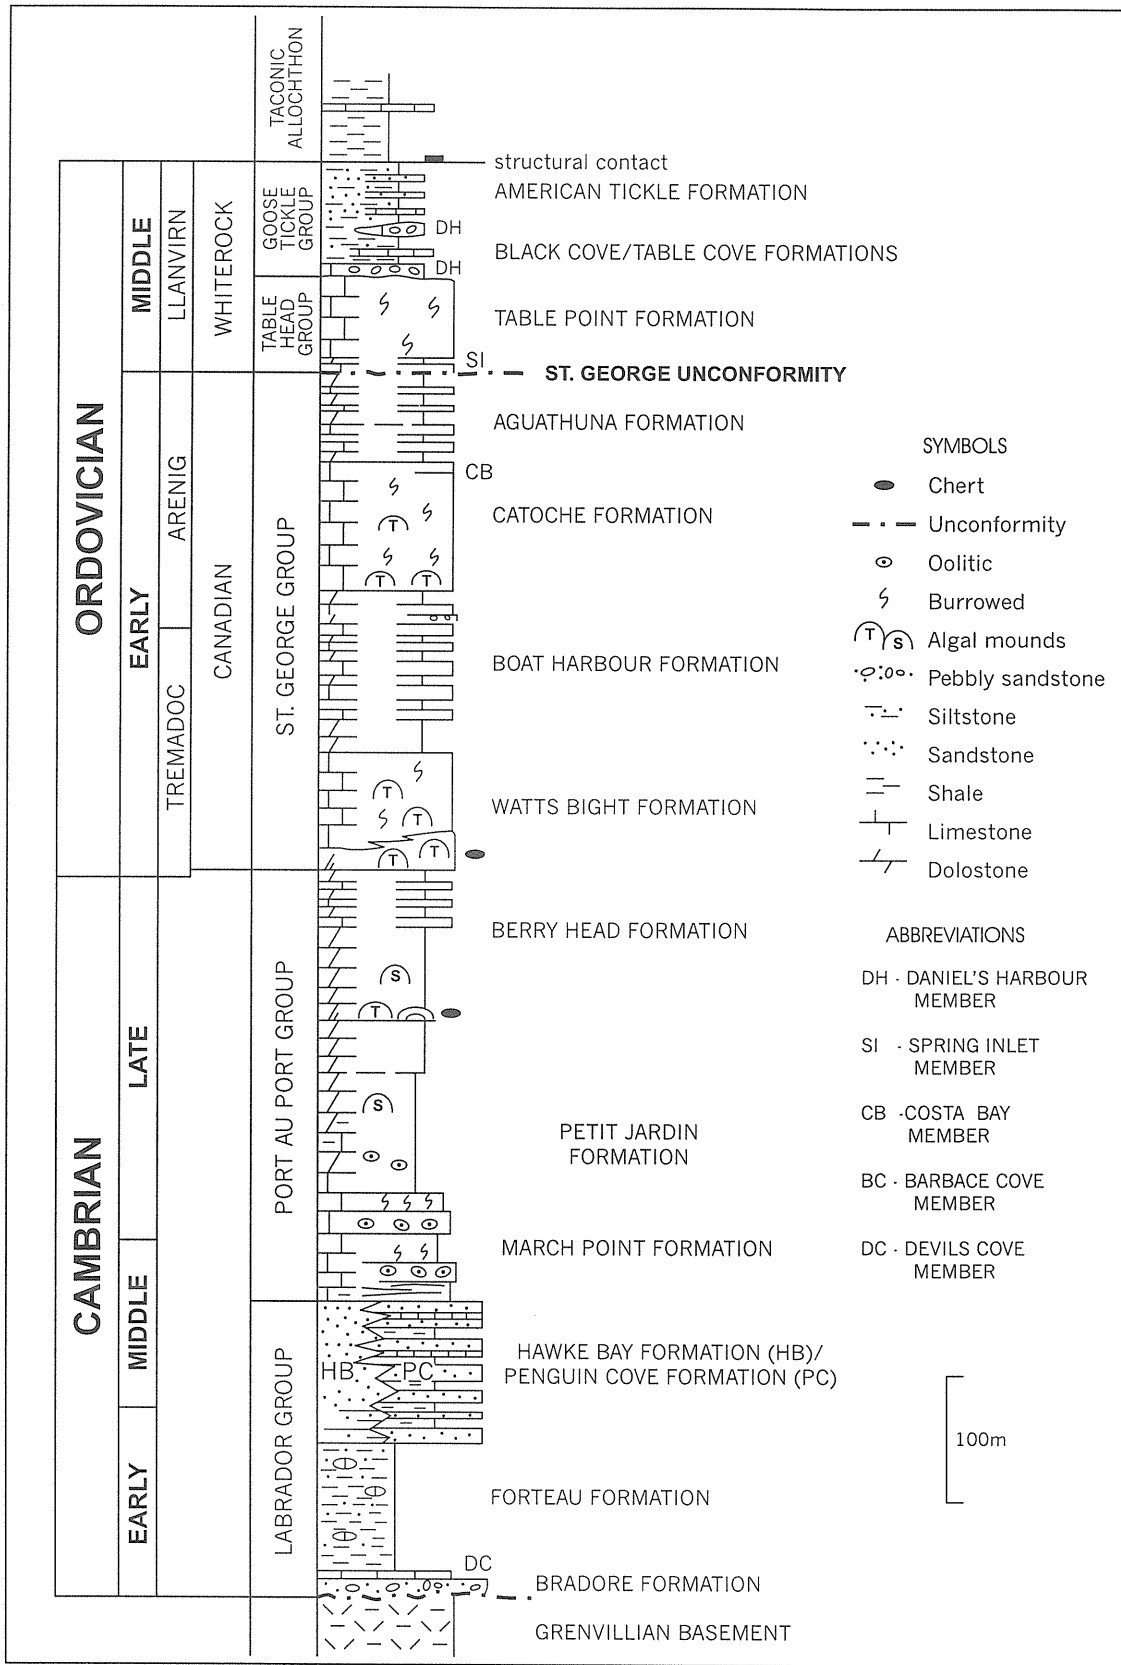 TACONIC
ALLOCHTHON
structural contact
ORDOVICIAN
MIDDLE
LLANVIRN
WHITEROCK
GOOSE
TICKLE
GROUP
AMERICAN TICKLE FORMATION
DH
BLACK COVE/TABLE COVE FORMATIONS
DH
TABLE
HEAD
GROUP
TABLE POINT FORMATION
SI
ST. GEORGE UNCONFORMITY
EARLY
ARENIG
TREMADOC
CANADIAN
ST. GEORGE GROUP
AGUATHUNA FORMATION
CB
CATOCHE FORMATION
T
T
T
BOAT HARBOUR FORMATION
WATTS BIGHT FORMATION
T
T
T
T
CAMBRIAN
LATE
MIDDLE
EARLY
PORT AU PORT GROUP
BERRY HEAD FORMATION
S
T
PETIT JARDIN
FORMATION
S
MARCH POINT FORMATION
LABRADOR GROUP
HB
PC
HAWKE BAY FORMATION (HB)/
PENGUIN COVE FORMATION (PC)
FORTEAU FORMATION
DC
BRADORE FORMATION
GRENVILLIAN BASEMENT
SYMBOLS
Chert
Unconformity
Oolitic
Burrowed
T S Algal mounds
Pebbly sandstone
Siltstone
Sandstone
Shale
Limestone
Dolostone
ABBREVIATIONS
DH - DANIEL'S HARBOUR
MEMBER
SI - SPRING INLET
MEMBER
CB -COSTA BAY
MEMBER
BC - BARBACE COVE
MEMBER
DC - DEVILS COVE
MEMBER
100m